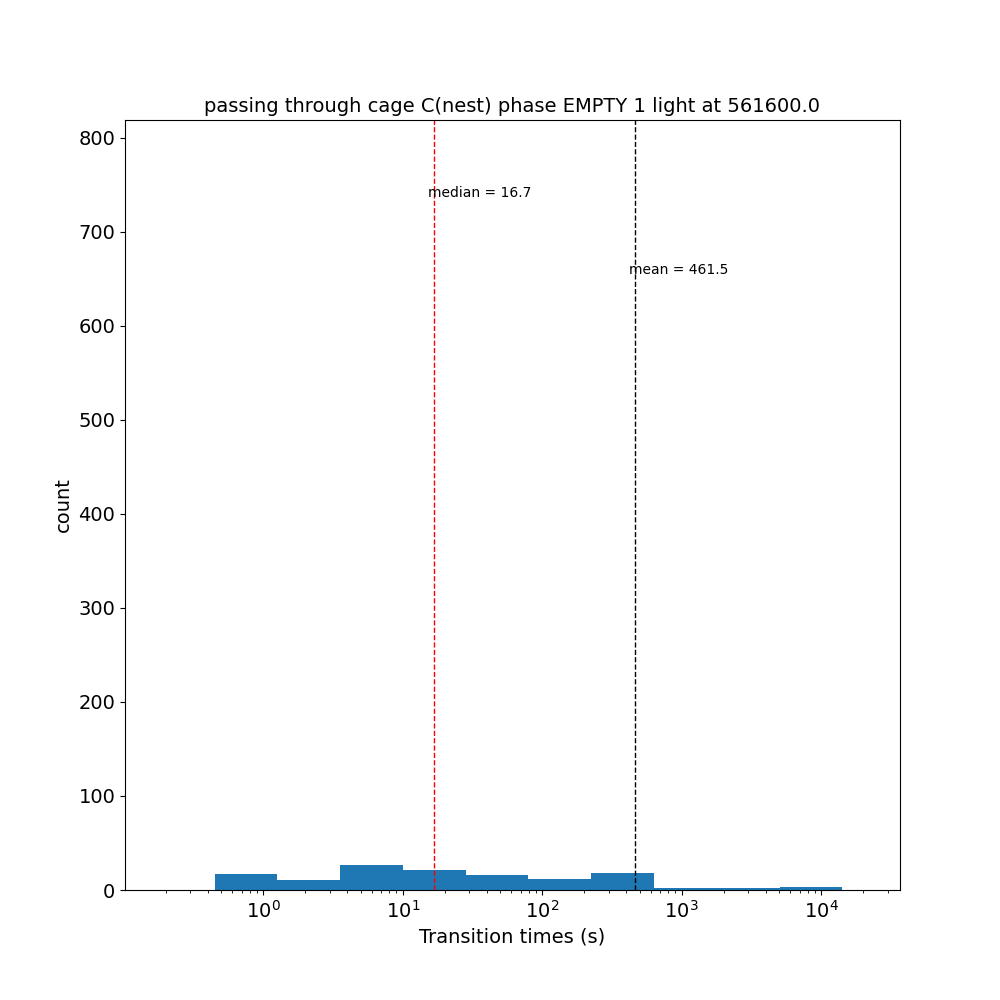 passing through cage C(nest) phase EMPTY 1 light at 561600.0
800
median = 16.7
700
mean = 461.5
600
500
400
count
300
200
100
0
10⁰ 10¹ 10² 10³ 10⁴
Transition times (s)